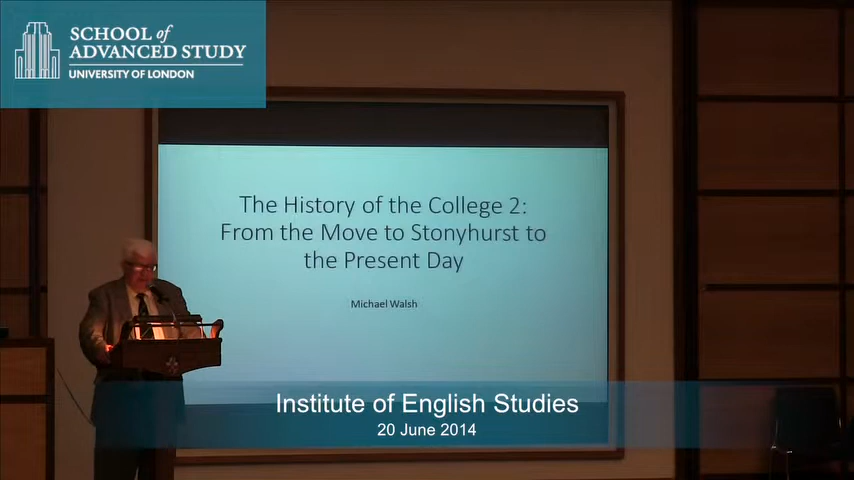 SCHOOL of
ADVANCED STUDY
UNIVERSITY OF LONDON
The History of the College 2:
From the Move to Stonyhurst to
the Present Day
Michael Walsh
Institute of English Studies
20 June 2014